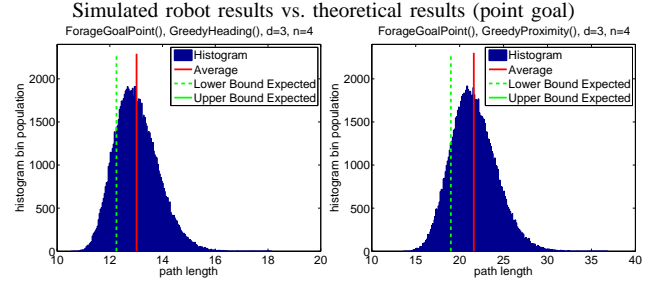 Simulated robot results vs. theoretical results (point goal)
ForageGoalPoint(), GreedyHeading(), d=3, n=4
histogram bin population
2000
1500
1000
500
0
Histogram
Average
Lower Bound Expected
Upper Bound Expected
10 12 14 16 18 20
path length
ForageGoalPoint(), GreedyProximity(), d=3, n=4
histogram bin population
2000
1500
1000
500
0
Histogram
Average
Lower Bound Expected
Upper Bound Expected
10 15 20 25 30 35 40
path length